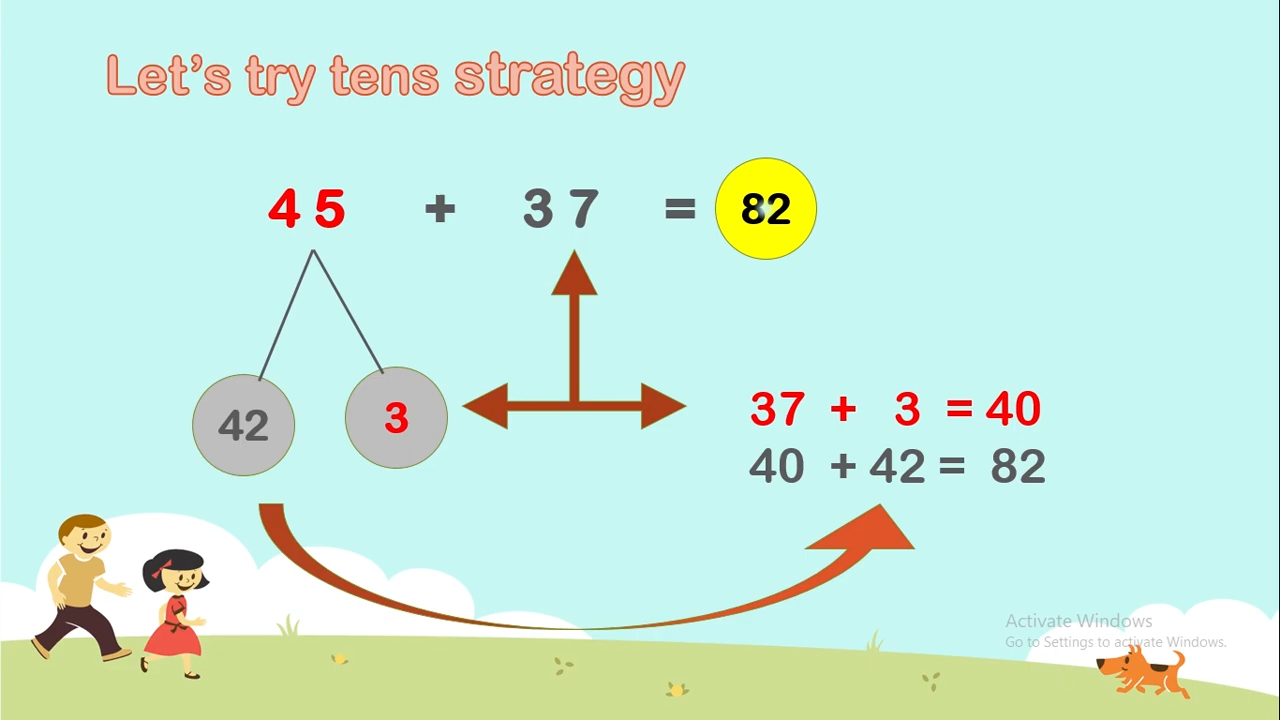 Let's try tens strategy
4 5 + 3 7 = 82
42 3
37 + 3 = 40
40 + 42 = 82
Activate Windows
Go to Settings to activate Windows.